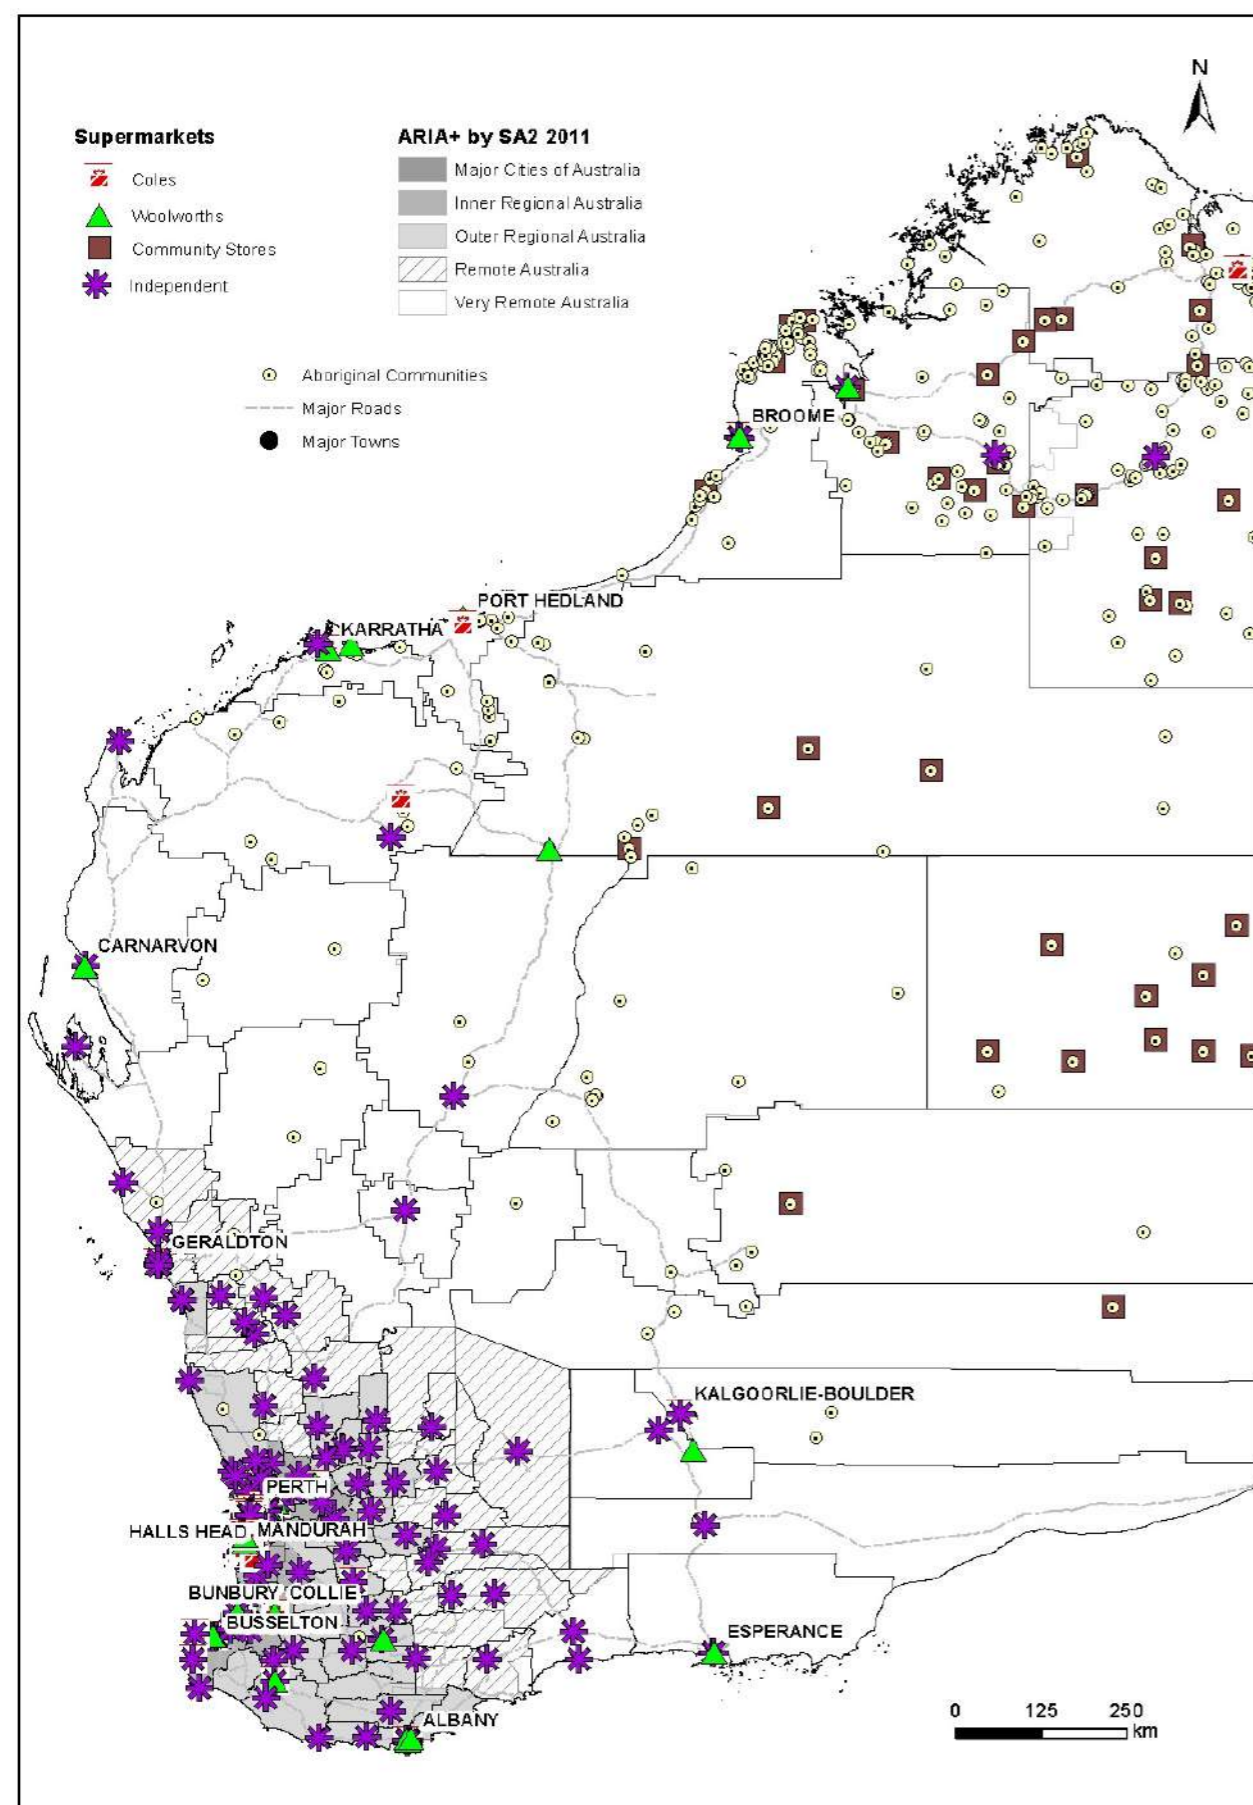 N
Supermarkets
Coles
Woolworths
Community Stores
Independent
ARIA+ by SA2 2011
Major Cities of Australia
Inner Regional Australia
Outer Regional Australia
Remote Australia
Very Remote Australia
Aboriginal Communities
Major Roads
Major Towns
BROOME
PORT HEDLAND
KARRATHA
CARNARVON
GERALDTON
KALGOORLIE-BOULDER
PERTH
HALLS HEAD
MANDURAH
BUNBURY
COLLIE
BUSSELTON
ESPERANCE
ALBANY
0 125 250
km